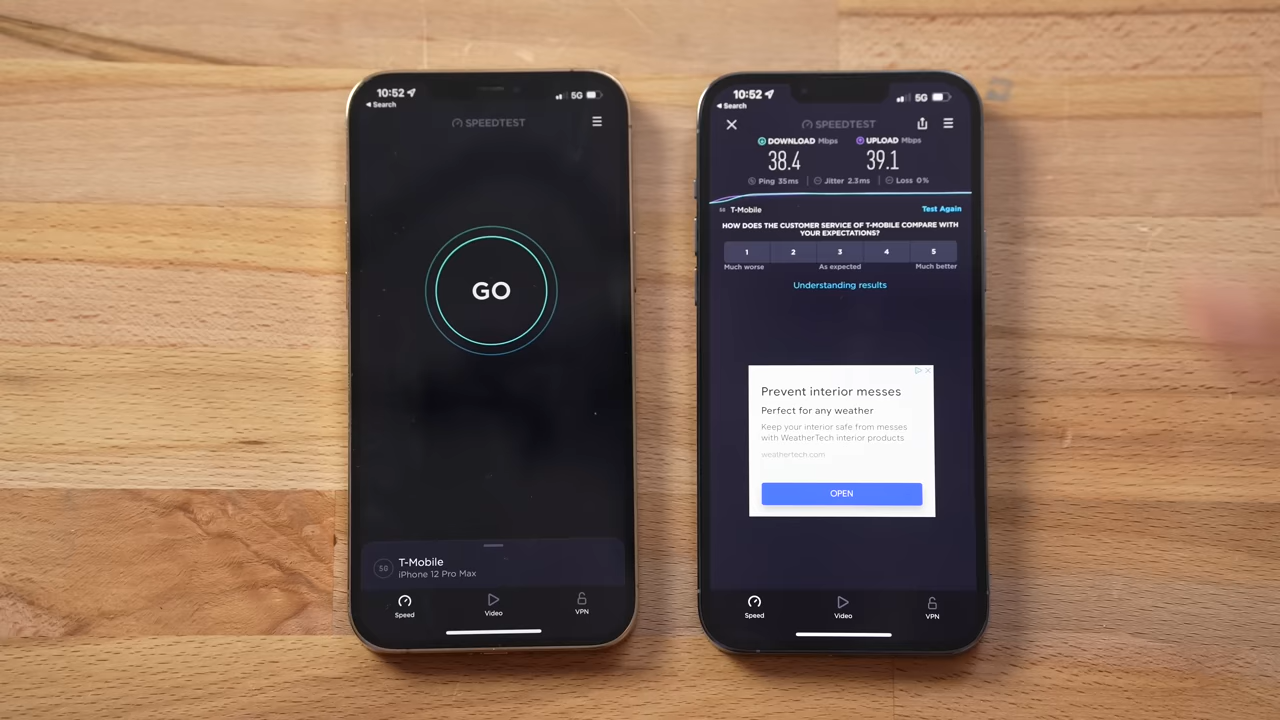 10:52
5G
Search
SPEEDTEST
GO
5G
T-Mobile
iPhone 12 Pro Max
Speed
Video
VPN
10:52
5G
Search
SPEEDTEST
DOWNLOAD Mbps
UPLOAD Mbps
38.4
39.1
Ping 35ms
Jitter 2.3ms
Loss 0%
5G T-Mobile
Test Again
HOW DOES THE CUSTOMER SERVICE OF T-MOBILE COMPARE WITH
YOUR EXPECTATIONS?
1 2 3 4 5
Much worse As expected Much better
Understanding results
Prevent interior messes
Perfect for any weather
Keep your interior safe from messes
with WeatherTech interior products
weathertech.com
OPEN
Speed
Video
VPN